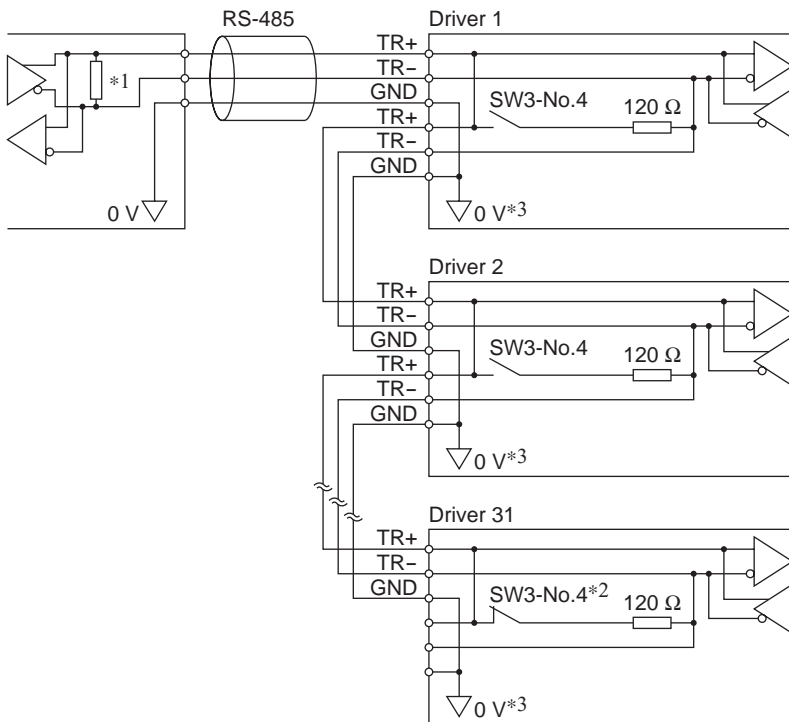 RS-485
Driver 1
TR+
TR−
GND
TR+
TR−
GND
*1
0 V
SW3-No.4
120 Ω
0 V*3
Driver 2
TR+
TR−
GND
TR+
TR−
GND
SW3-No.4
120 Ω
0 V*3
Driver 31
TR+
TR−
GND
SW3-No.4*2
120 Ω
0 V*3